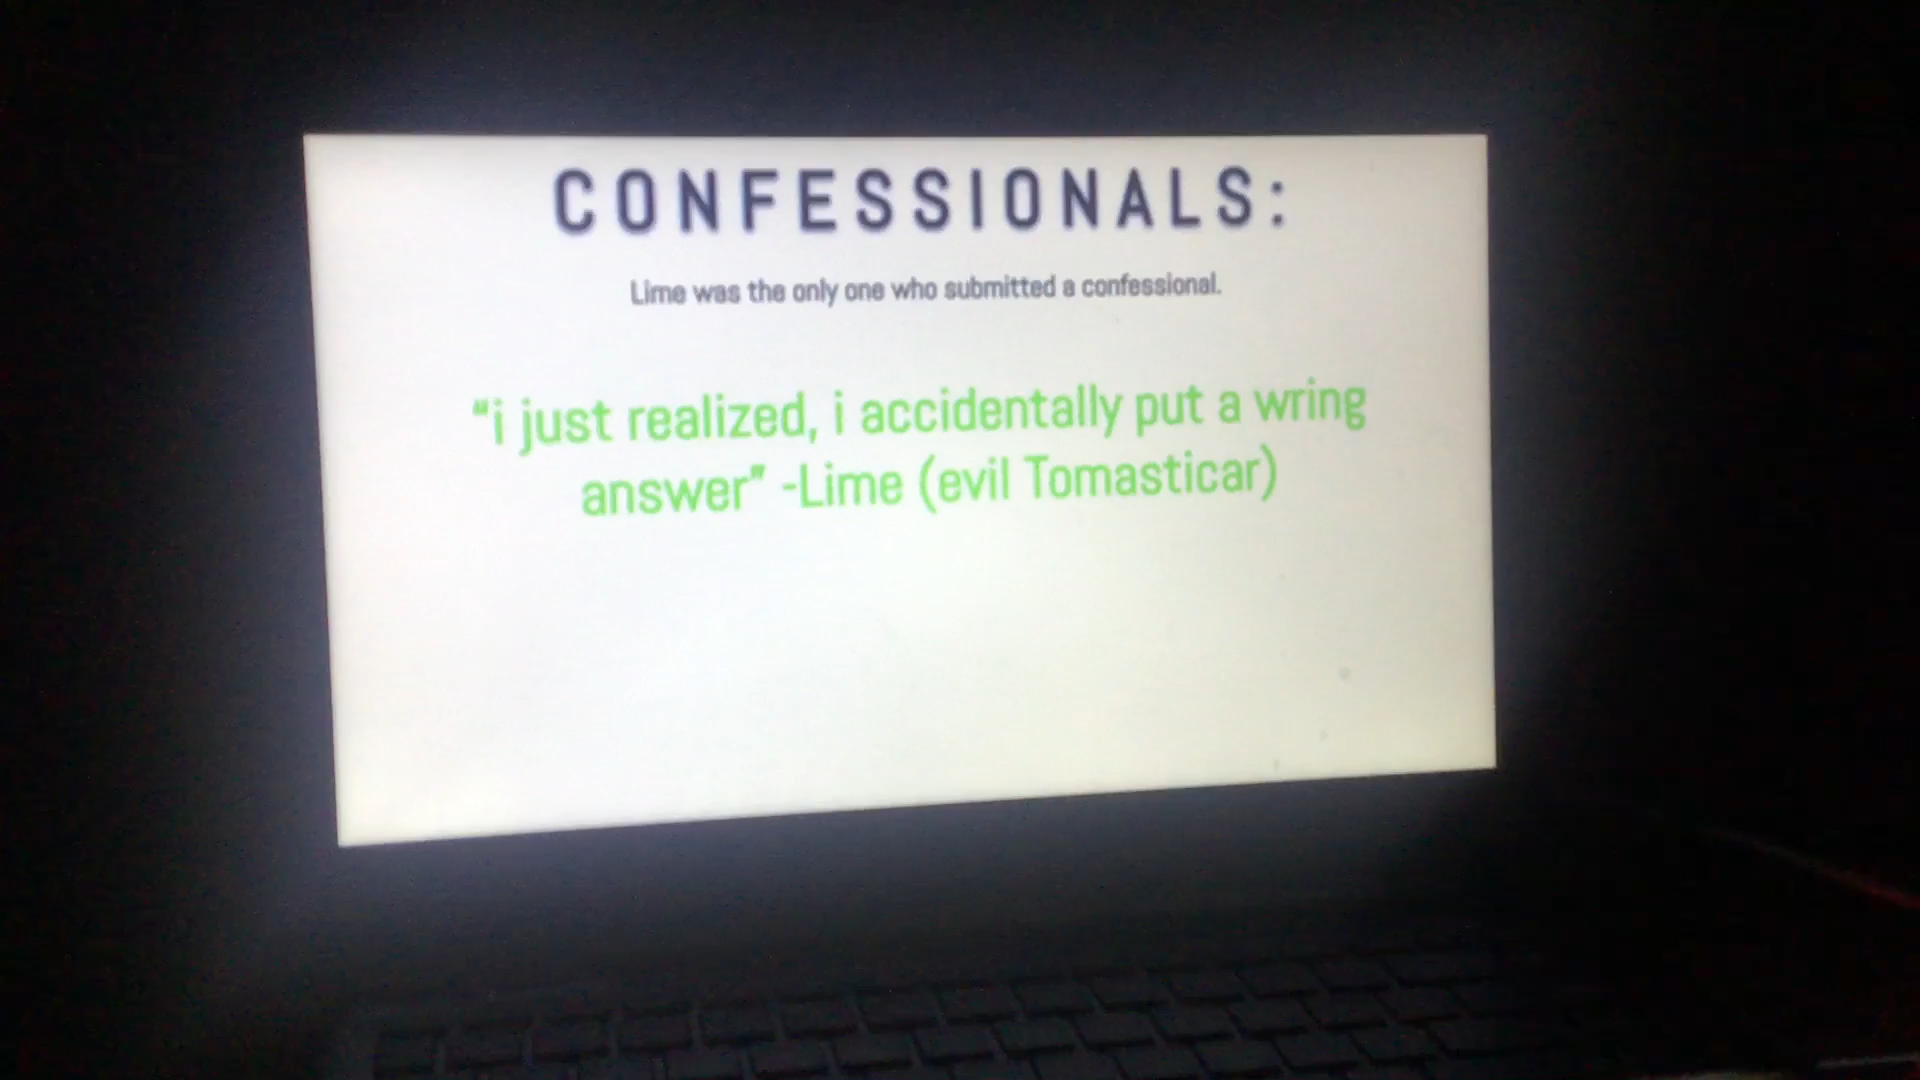 CONFESSIONALS:
Lime was the only one who submitted a confessional.
"i just realized, i accidentally put a wring
answer" -Lime (evil Tomasticar)